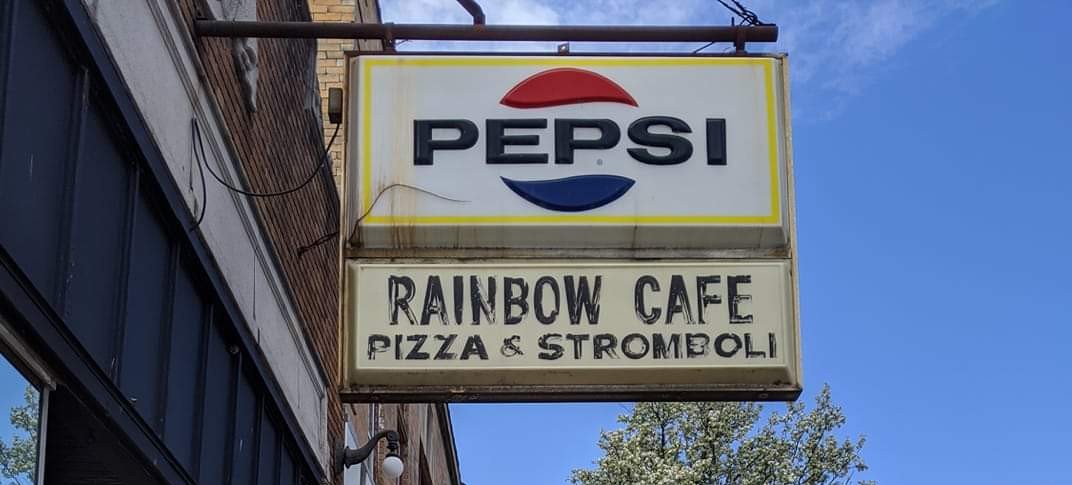 PEPSI
®
RAINBOW CAFE
PIZZA & STROMBOLI